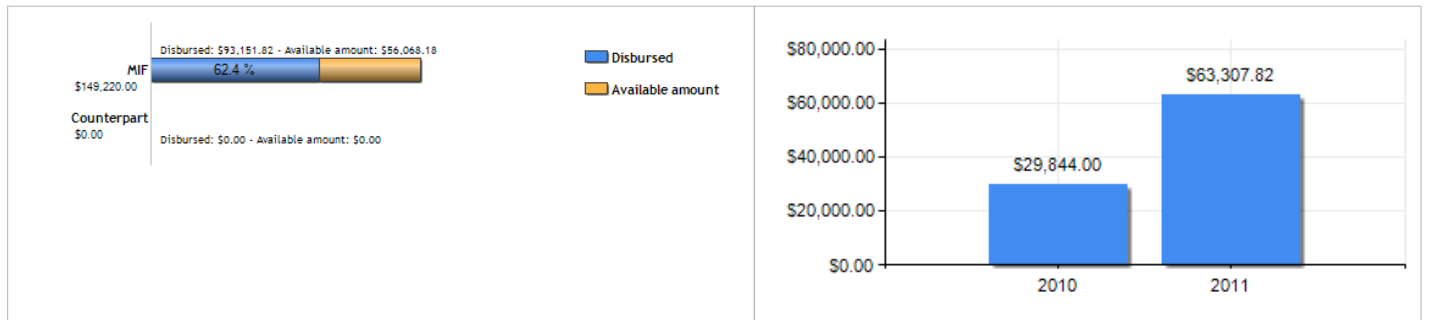 Disbursed: $93,151.82 - Available amount: $56,068.18
MIF
62.4 %
$149,220.00
Counterpart
$0.00
Disbursed: $0.00 - Available amount: $0.00
Disbursed
Available amount
$80,000.00
$63,307.82
$60,000.00
$40,000.00
$29,844.00
$20,000.00
$0.00
2010
2011